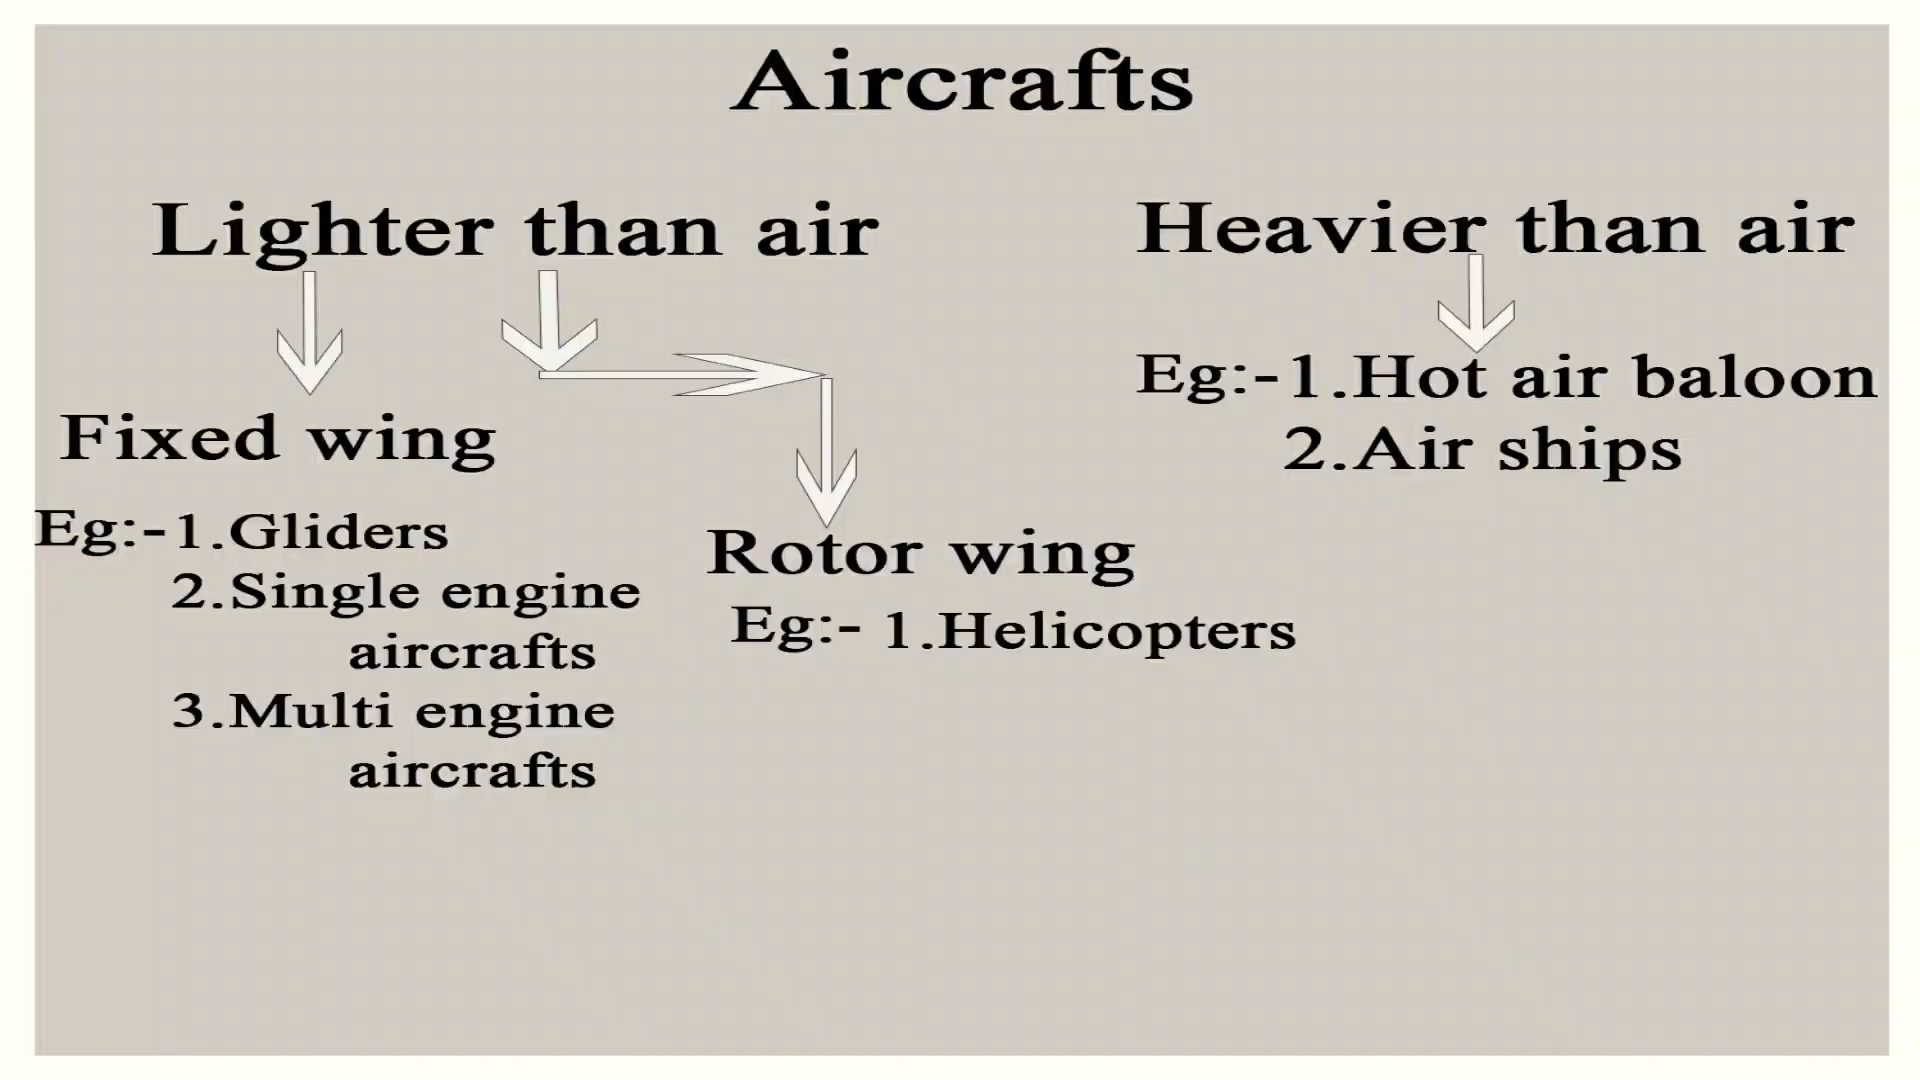 Aircrafts
Lighter than air
Heavier than air
Fixed wing
Eg:-1.Gliders
2.Single engine
aircrafts
3.Multi engine
aircrafts
Rotor wing
Eg:- 1.Helicopters
Eg:-1.Hot air baloon
2.Air ships